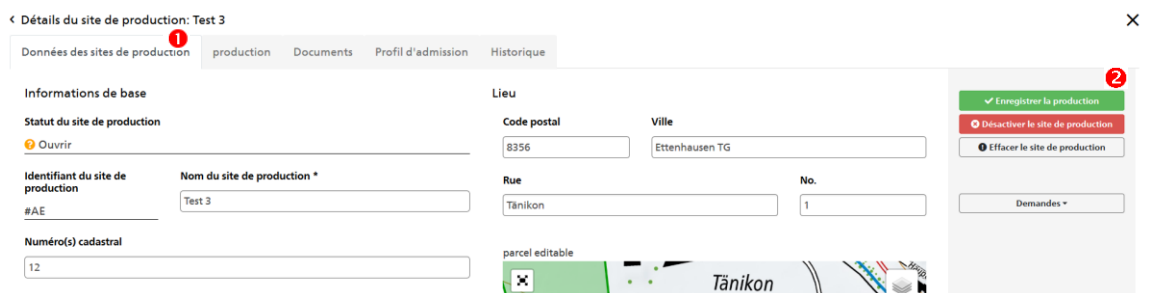 Détails du site de production: Test 3
1
Données des sites de production production Documents Profil d'admission Historique
2
Informations de base
Lieu
Enregistrer la production
Statut du site de production
Code postal Ville
Désactiver le site de production
Ouvrir
8356 Ettenhausen TG
Effacer le site de production
Identifiant du site de
production
Nom du site de production *
Rue No.
#AE
Test 3
Tänikon 1
Demandes
Numéro(s) cadastral
12
parcel editable
Tänikon